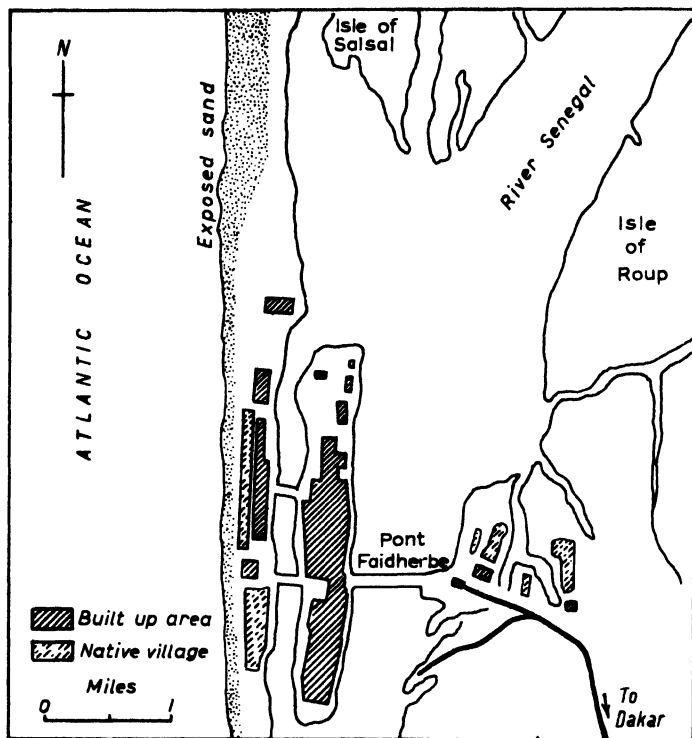 N
Isle of
Salsal
River Senegal
Isle
of
Roup
Exposed sand
ATLANTIC OCEAN
Pont
Faidherbe
Built up area
Native village
Miles
0 1
To
Dakar